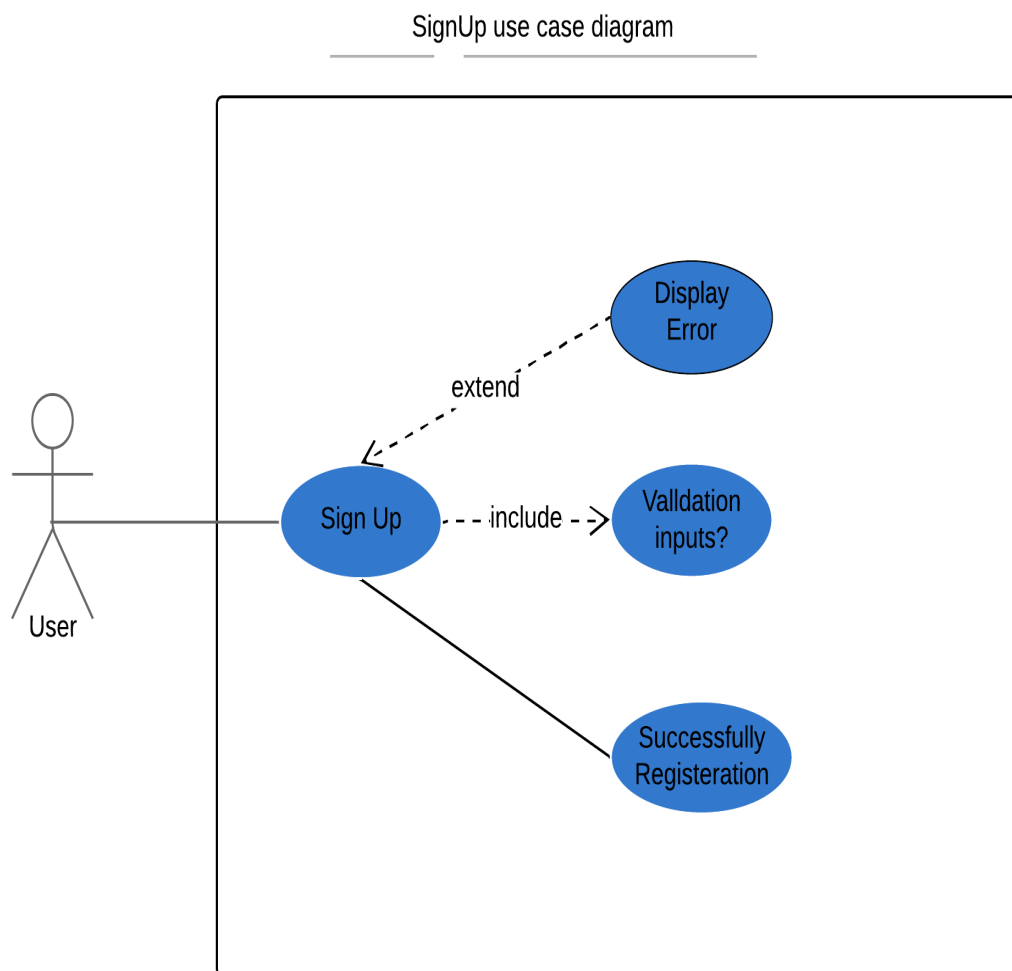 SignUp use case diagram
Display
Error
extend
Sign Up
include
Valldation
inputs?
User
Successfully
Registeration